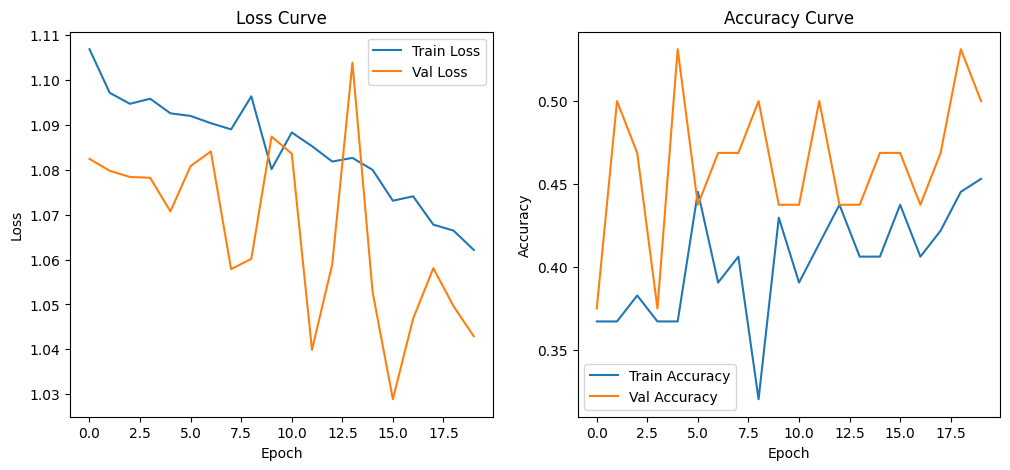 Loss Curve
1.11
1.10
1.09
1.08
1.07
1.06
1.05
1.04
1.03
Loss
Train Loss
Val Loss
0.0 2.5 5.0 7.5 10.0 12.5 15.0 17.5
Epoch
Accuracy Curve
0.50
0.45
0.40
0.35
Accuracy
Train Accuracy
Val Accuracy
0.0 2.5 5.0 7.5 10.0 12.5 15.0 17.5
Epoch